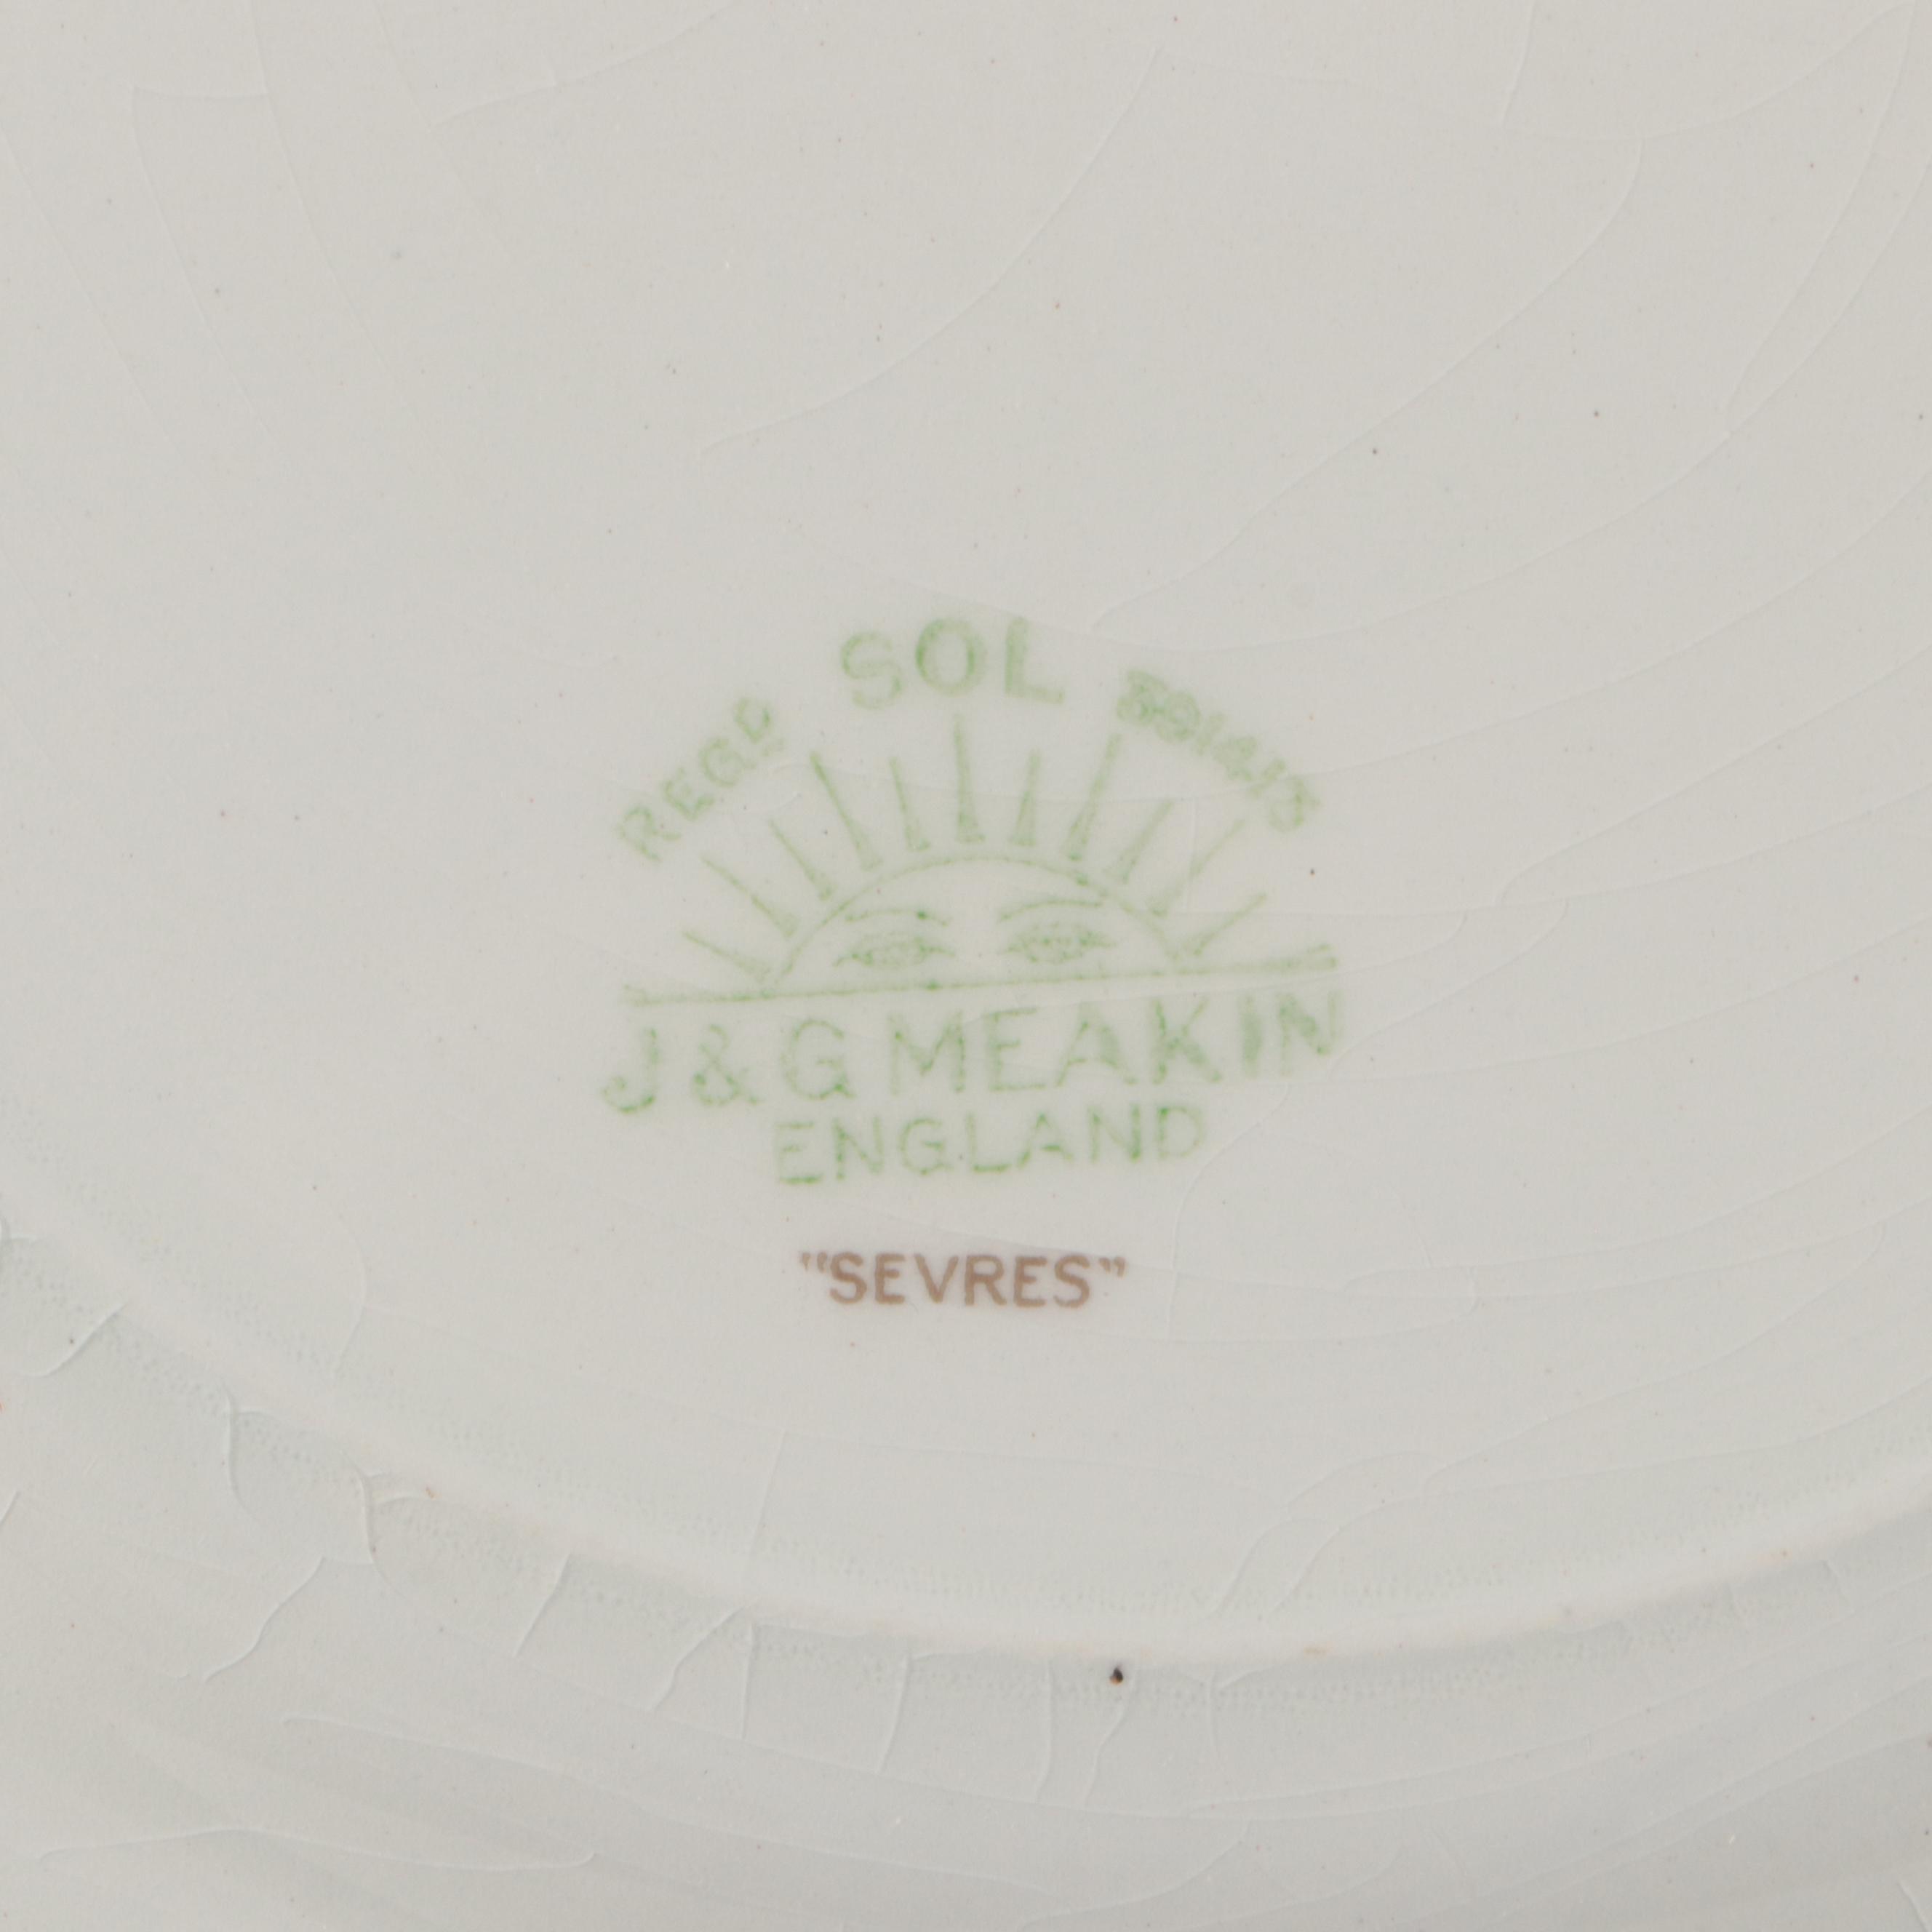 REGD SOL 391413
J & G MEAKIN
ENGLAND
"SEVRES"